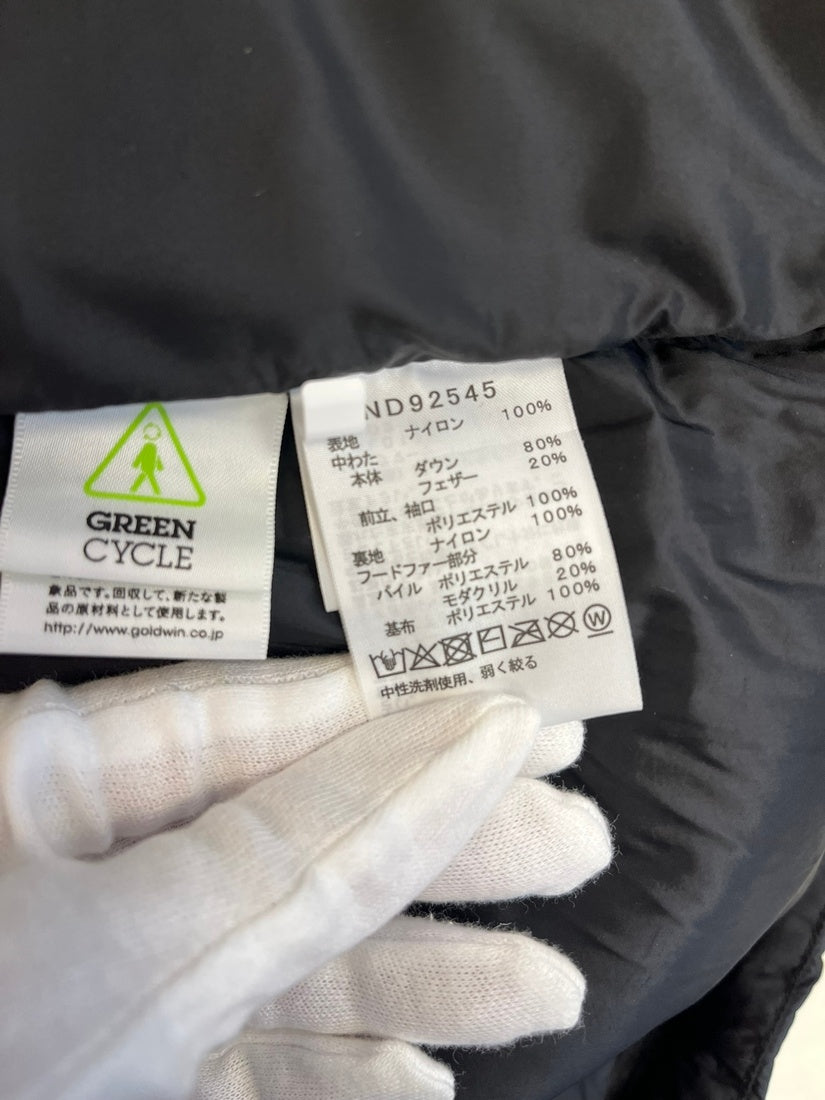 GREEN
CYCLE
象品です。回収して、新たな製
品の原材料として使用します。
http://www.goldwin.co.jp
ND92545
表地 ナイロン 100%
中わた
本体 ダウン 80%
フェザー 20%
前立、袖口
ポリエステル 100%
裏地 ナイロン 100%
フードファー部分
パイル ポリエステル 80%
モダクリル 20%
基布 ポリエステル 100%
W
中性洗剤使用、弱く絞る